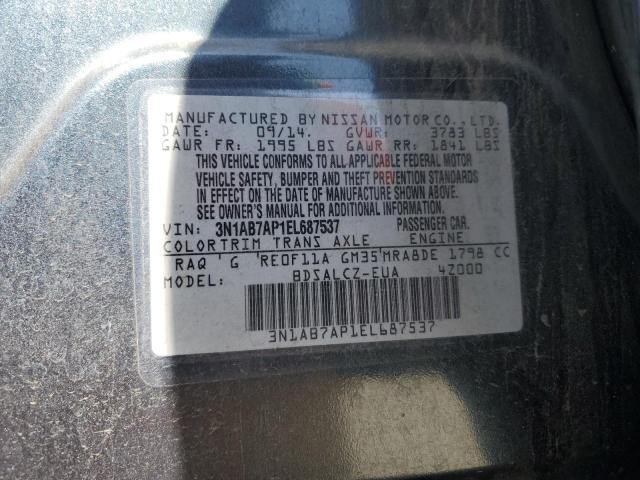 MANUFACTURED BY NISSAN MOTOR CO., LTD.
DATE: 09/14. GVWR: 3783 LBS
GAWR FR: 1995 LBS GAWR RR: 1841 LBS
THIS VEHICLE CONFORMS TO ALL APPLICABLE FEDERAL MOTOR
VEHICLE SAFETY, BUMPER AND THEFT PREVENTION STANDARDS
IN EFFECT ON THE DATE OF MANUFACTURE SHOWN ABOVE.
SEE OWNER'S MANUAL FOR ADDITIONAL INFORMATION
VIN: 3N1AB7AP1EL687537 PASSENGER CAR.
COLOR TRIM TRANS AXLE ENGINE
RAQ 'G 'RE0F11A GM35'MRA8DE 1798 CC
MODEL: BDSALCZ-EUA 4Z000
3N1AB7AP1EL687537